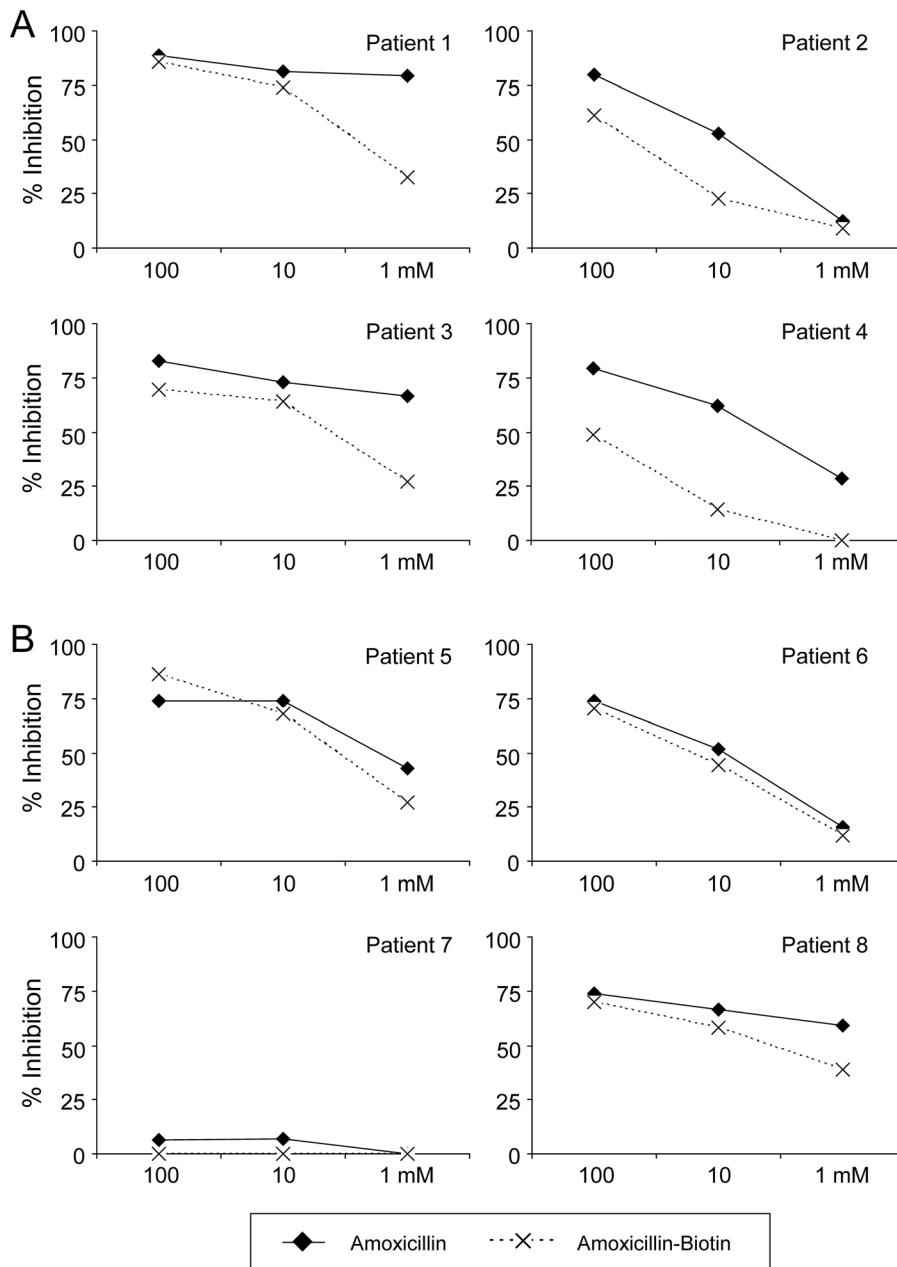 A
Patient 1
Patient 2
% Inhibition
100
75
50
25
0
100 10 1 mM
100
75
50
25
0
100 10 1 mM
Patient 3
Patient 4
% Inhibition
100
75
50
25
0
100 10 1 mM
100
75
50
25
0
100 10 1 mM
B
Patient 5
Patient 6
% Inhibition
100
75
50
25
0
100 10 1 mM
100
75
50
25
0
100 10 1 mM
Patient 7
Patient 8
% Inhibition
100
75
50
25
0
100 10 1 mM
100
75
50
25
0
100 10 1 mM
Amoxicillin Amoxicillin-Biotin